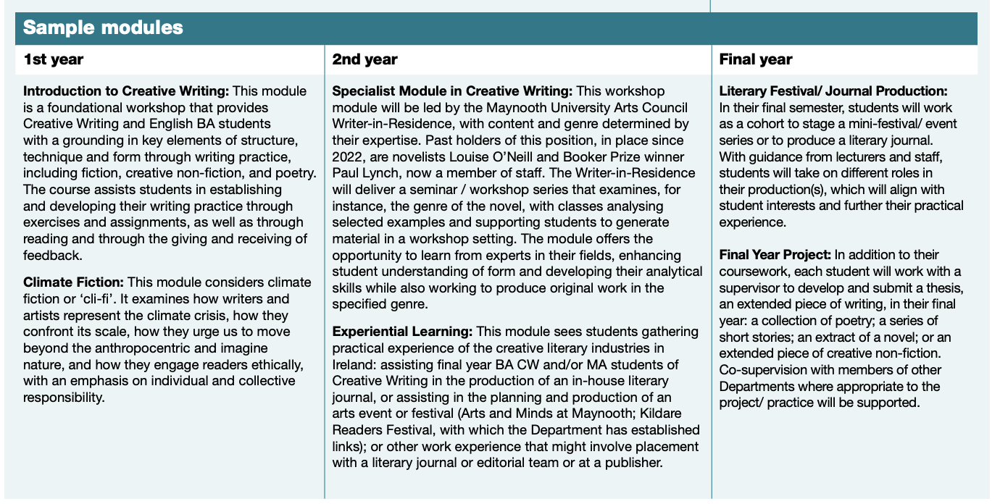 Sample modules
1st year
Introduction to Creative Writing: This module
is a foundational workshop that provides
Creative Writing and English BA students
with a grounding in key elements of structure,
technique and form through writing practice,
including fiction, creative non-fiction, and poetry.
The course assists students in establishing
and developing their writing practice through
exercises and assignments, as well as through
reading and through the giving and receiving of
feedback.
Climate Fiction: This module considers climate
fiction or ‘cli-fi’. It examines how writers and
artists represent the climate crisis, how they
confront its scale, how they urge us to move
beyond the anthropocentric and imagine
nature, and how they engage readers ethically,
with an emphasis on individual and collective
responsibility.
2nd year
Specialist Module in Creative Writing: This workshop
module will be led by the Maynooth University Arts Council
Writer-in-Residence, with content and genre determined by
their expertise. Past holders of this position, in place since
2022, are novelists Louise O’Neill and Booker Prize winner
Paul Lynch, now a member of staff. The Writer-in-Residence
will deliver a seminar / workshop series that examines, for
instance, the genre of the novel, with classes analysing
selected examples and supporting students to generate
material in a workshop setting. The module offers the
opportunity to learn from experts in their fields, enhancing
student understanding of form and developing their analytical
skills while also working to produce original work in the
specified genre.
Experiential Learning: This module sees students gathering
practical experience of the creative literary industries in
Ireland: assisting final year BA CW and/or MA students of
Creative Writing in the production of an in-house literary
journal, or assisting in the planning and production of an
arts event or festival (Arts and Minds at Maynooth; Kildare
Readers Festival, with which the Department has established
links); or other work experience that might involve placement
with a literary journal or editorial team or at a publisher.
Final year
Literary Festival/ Journal Production:
In their final semester, students will work
as a cohort to stage a mini-festival/ event
series or to produce a literary journal.
With guidance from lecturers and staff,
students will take on different roles in
their production(s), which will align with
student interests and further their practical
experience.
Final Year Project: In addition to their
coursework, each student will work with a
supervisor to develop and submit a thesis,
an extended piece of writing, in their final
year: a collection of poetry; a series of
short stories; an extract of a novel; or an
extended piece of creative non-fiction.
Co-supervision with members of other
Departments where appropriate to the
project/ practice will be supported.